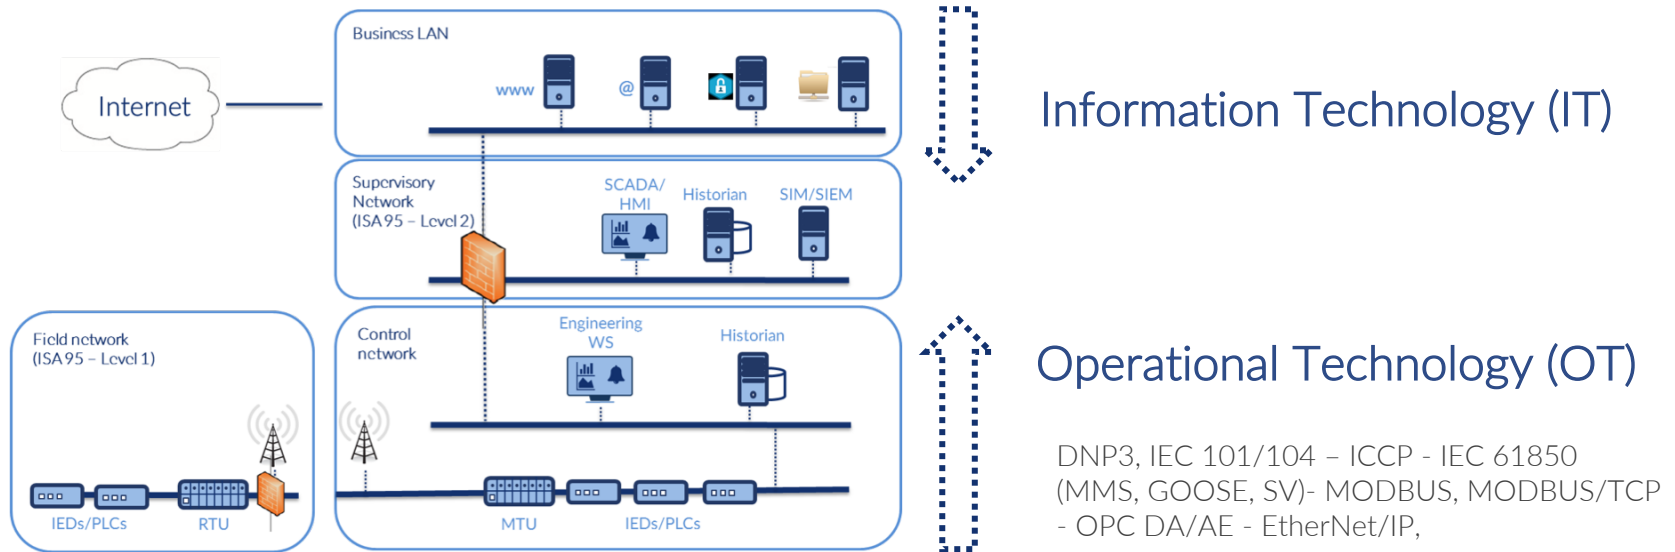 Business LAN
www
@
Internet
Information Technology (IT)
Supervisory
Network
(ISA95 – Level 2)
SCADA/
HMI
Historian
SIM/SIEM
Field network
(ISA95 – Level 1)
IEDs/PLCs
RTU
Control
network
Engineering
WS
Historian
MTU
IEDs/PLCs
Operational Technology (OT)
DNP3, IEC 101/104 – ICCP - IEC 61850
(MMS, GOOSE, SV)- MODBUS, MODBUS/TCP
- OPC DA/AE - EtherNet/IP,